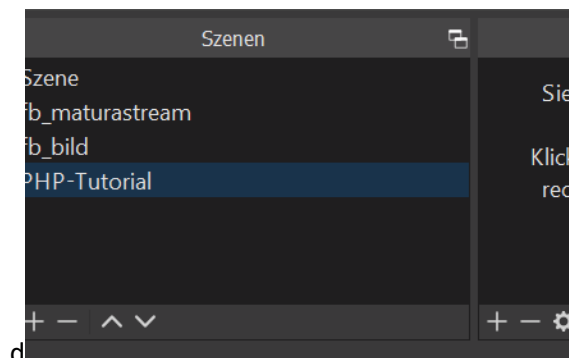 Szenen
Szene
fb_maturastream
fb_bild
PHP-Tutorial
Sie
Klick
rec
d